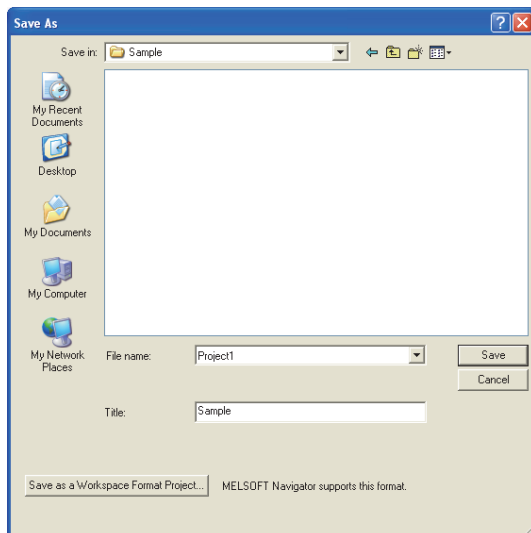 Save As
Save in: Sample
My Recent
Documents
Desktop
My Documents
My Computer
My Network
Places
File name: Project1 Save
Cancel
Title: Sample
Save as a Workspace Format Project... MELSOFT Navigator supports this format.